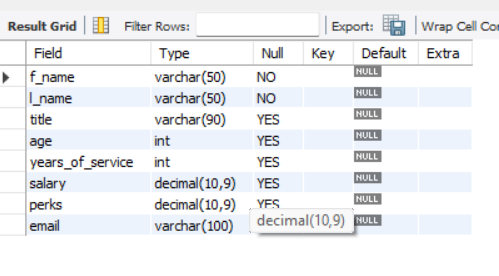 Result Grid Filter Rows: Export: Wrap Cell Con
Field Type Null Key Default Extra
f_name varchar(50) NO NULL
l_name varchar(50) NO NULL
title varchar(90) YES NULL
age int YES NULL
years_of_service int YES NULL
salary decimal(10,9) YES NULL
perks decimal(10,9) YES NULL
email varchar(100) decimal(10,9) NULL